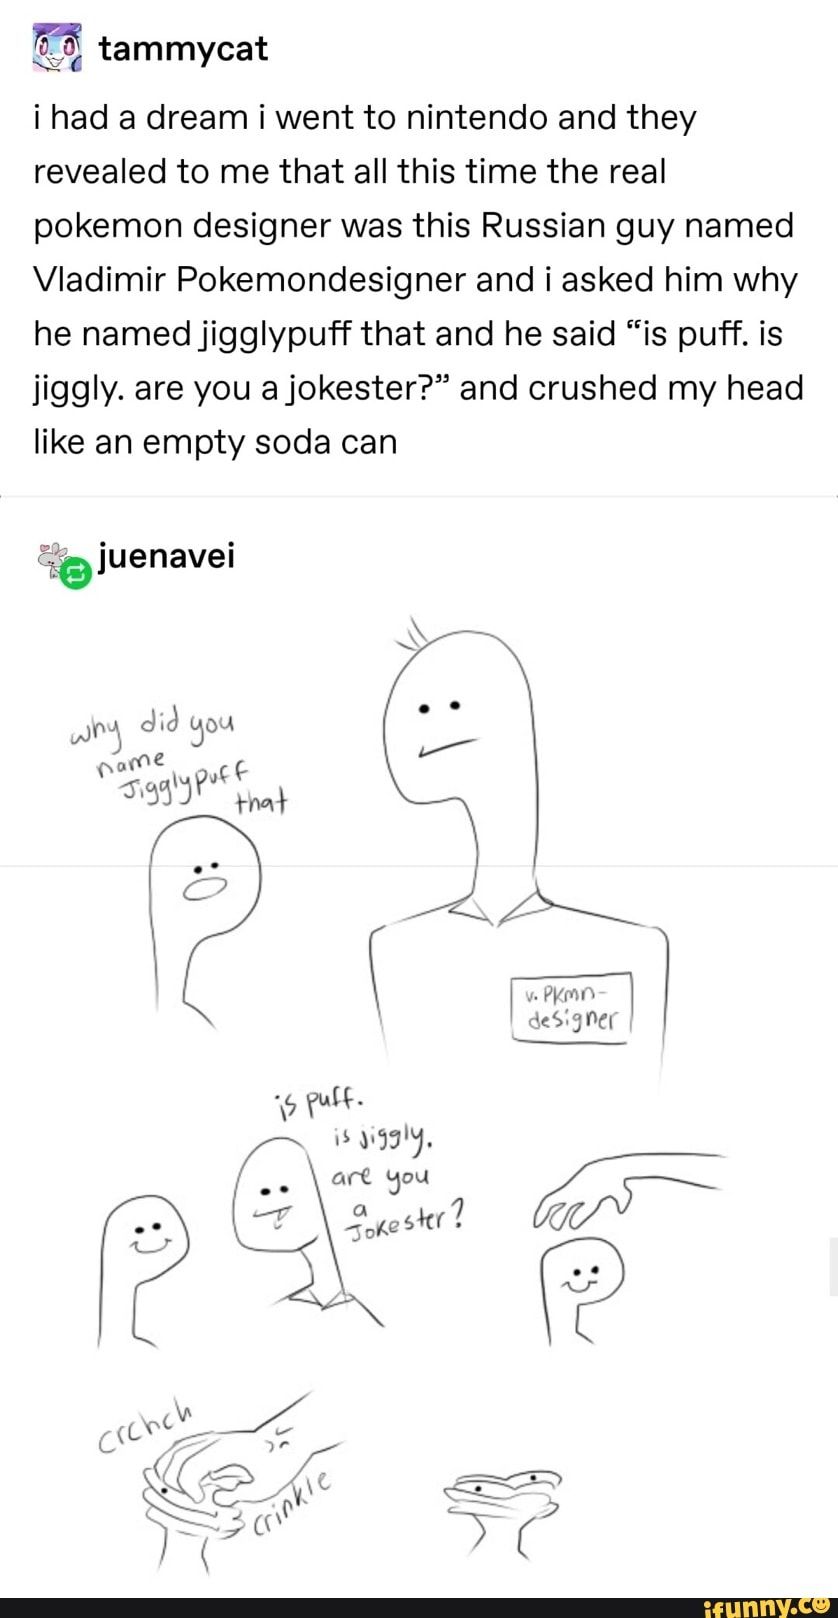 tammycat
i had a dream i went to nintendo and they
revealed to me that all this time the real
pokemon designer was this Russian guy named
Vladimir Pokemondesigner and i asked him why
he named jigglypuff that and he said “is puff. is
jiggly. are you a jokester?” and crushed my head
like an empty soda can
juenavei
why did you
name
Jigglypuff
that
v. PKmn-
designer
is puff.
is jiggly.
are you
a
Jokester?
crchch
crinkle
ifunny.co